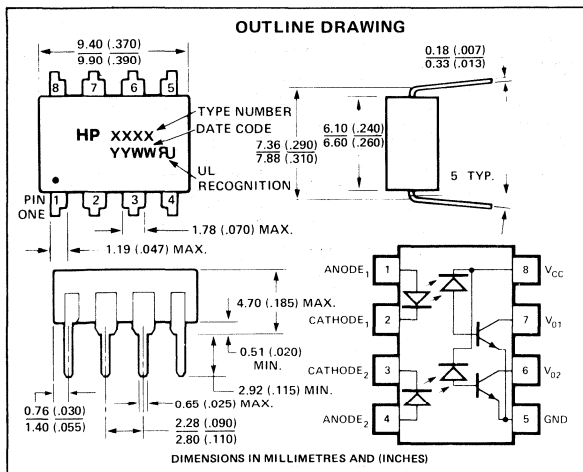 OUTLINE DRAWING
9.40 (.370)
9.90 (.390)
8 7 6 5
HP XXXX
YYWW RU
TYPE NUMBER
DATE CODE
UL
RECOGNITION
PIN
ONE
1 2 3 4
1.78 (.070) MAX.
1.19 (.047) MAX.
0.18 (.007)
0.33 (.013)
7.36 (.290)
7.88 (.310)
6.10 (.240)
6.60 (.260)
5 TYP.
4.70 (.185) MAX.
0.51 (.020)
MIN.
2.92 (.115) MIN.
0.76 (.030)
1.40 (.055)
0.65 (.025) MAX.
2.28 (.090)
2.80 (.110)
ANODE1 1 8 VCC
CATHODE1 2 7 V01
CATHODE2 3 6 V02
ANODE2 4 5 GND
DIMENSIONS IN MILLIMETRES AND (INCHES)